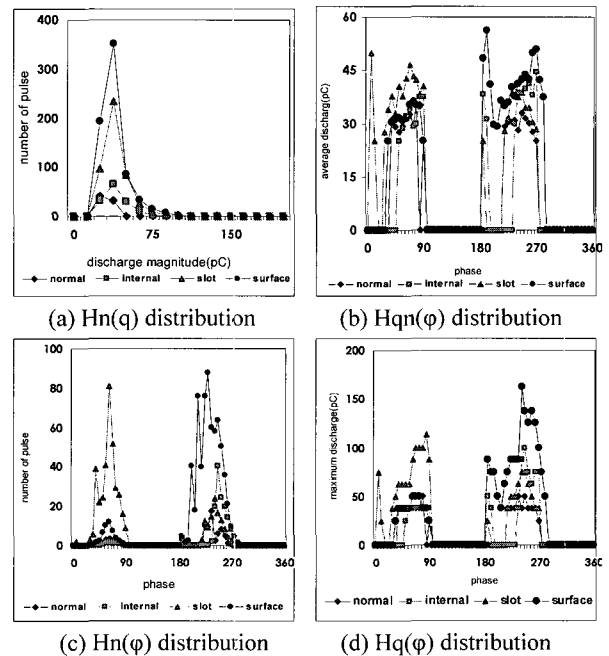 400
300
200
100
0
number of pulse
0
75
150
discharge magnitude(pC)
normal internal slot surface
(a) Hn(q) distribution
60
45
30
15
0
average discharg(pC)
0 90 180 270 360
phase
normal internal slot surface
(b) Hqn(φ) distribution
100
80
60
40
20
0
number of pulse
0 90 180 270 360
phase
normal internal slot surface
(c) Hn(φ) distribution
200
150
100
50
0
maximum discharge(pC)
0 90 180 270 360
phase
normal internal slot surface
(d) Hq(φ) distribution